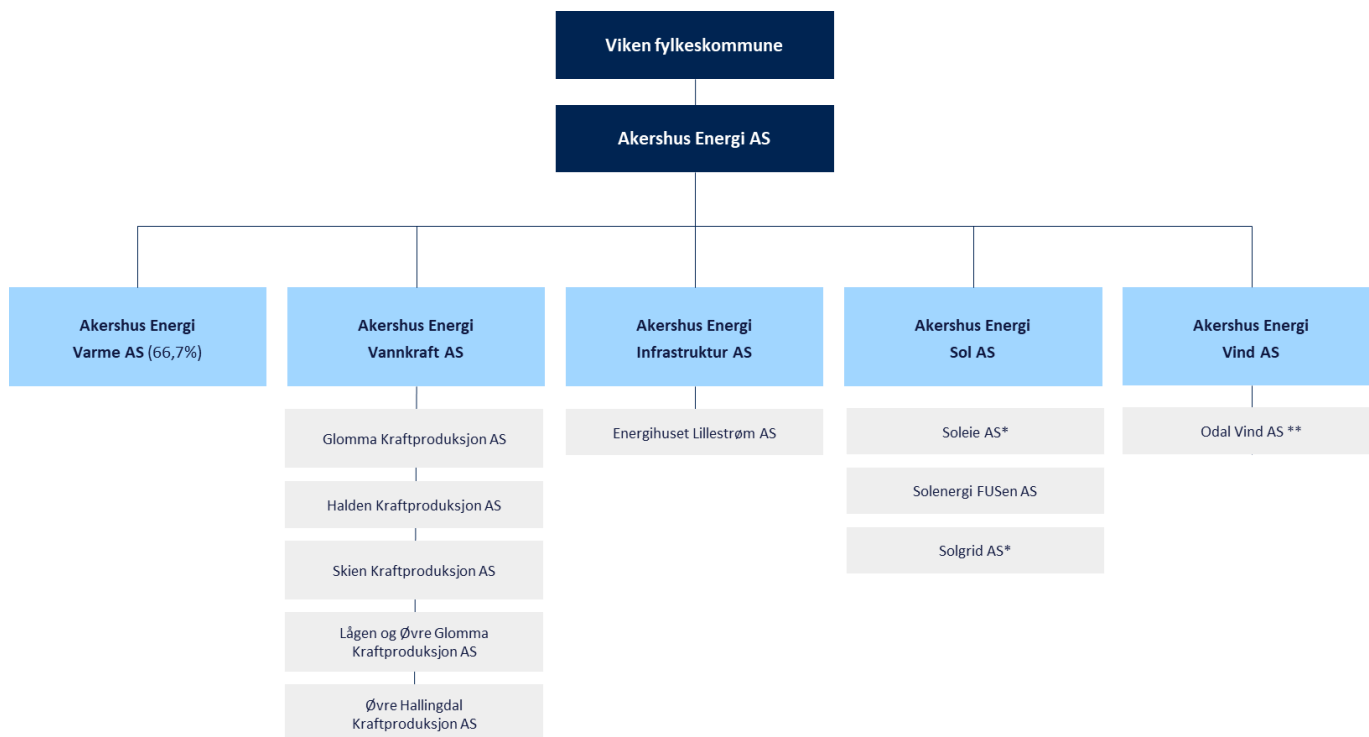 Viken fylkeskommune
Akershus Energi AS
Akershus Energi
Varme AS (66,7%)
Akershus Energi
Vannkraft AS
Akershus Energi
Infrastruktur AS
Akershus Energi
Sol AS
Akershus Energi
Vind AS
Glomma Kraftproduksjon AS
Halden Kraftproduksjon AS
Skien Kraftproduksjon AS
Lågen og Øvre Glomma
Kraftproduksjon AS
Øvre Hallingdal
Kraftproduksjon AS
Energihuset Lillestrøm AS
Soleie AS*
Solenergi FUSen AS
Solgrid AS*
Odal Vind AS **